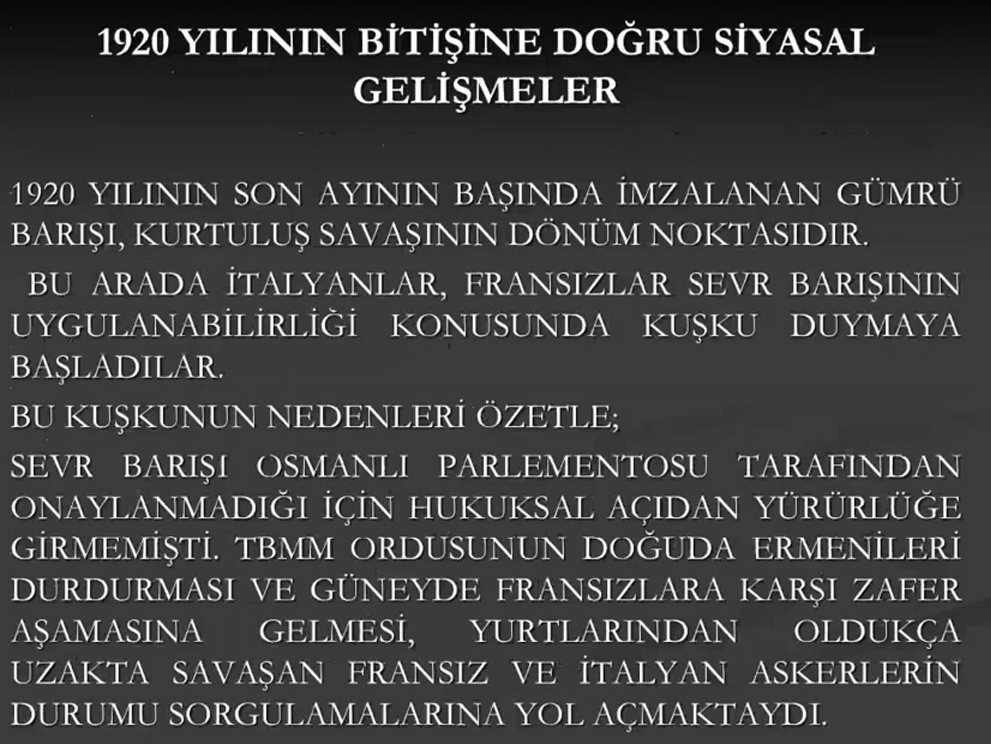 1920 YILININ BİTİŞİNE DOĞRU SİYASAL
GELİŞMELER
1920 YILININ SON AYININ BAŞINDA İMZALANAN GÜMRÜ
BARIŞI, KURTULUŞ SAVAŞININ DÖNÜM NOKTASIDIR.
BU ARADA İTALYANLAR, FRANSIZLAR SEVR BARIŞININ
UYGULANABİLİRLİĞİ KONUSUNDA KUŞKU DUYMAYA
BAŞLADILAR.
BU KUŞKUNUN NEDENLERİ ÖZETLE;
SEVR BARIŞI OSMANLI PARLEMENTOSU TARAFINDAN
ONAYLANMADIĞI İÇİN HUKUKSAL AÇIDAN YÜRÜRLÜĞE
GİRMEMİŞTİ. TBMM ORDUSUNUN DOĞUDA ERMENİLERİ
DURDURMASI VE GÜNEYDE FRANSIZLARA KARŞI ZAFER
AŞAMASINA GELMESİ, YURTLARINDAN OLDUKÇA
UZAKTA SAVAŞAN FRANSIZ VE İTALYAN ASKERLERİN
DURUMU SORGULAMALARINA YOL AÇMAKTAYDI.